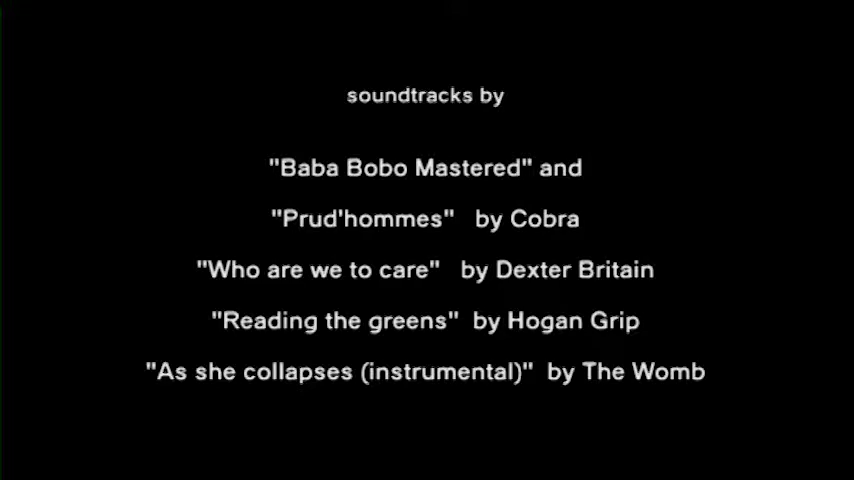 soundtracks by
"Baba Bobo Mastered" and
"Prud'hommes" by Cobra
"Who are we to care" by Dexter Britain
"Reading the greens" by Hogan Grip
"As she collapses (instrumental)" by The Womb